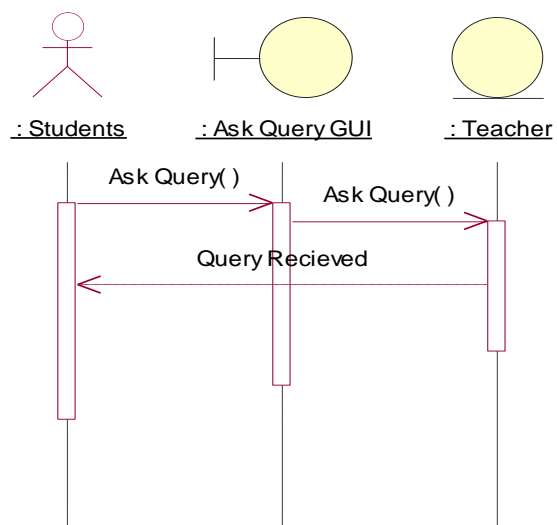 : Students
: Ask Query GUI
: Teacher
Ask Query( )
Ask Query( )
Query Recieved